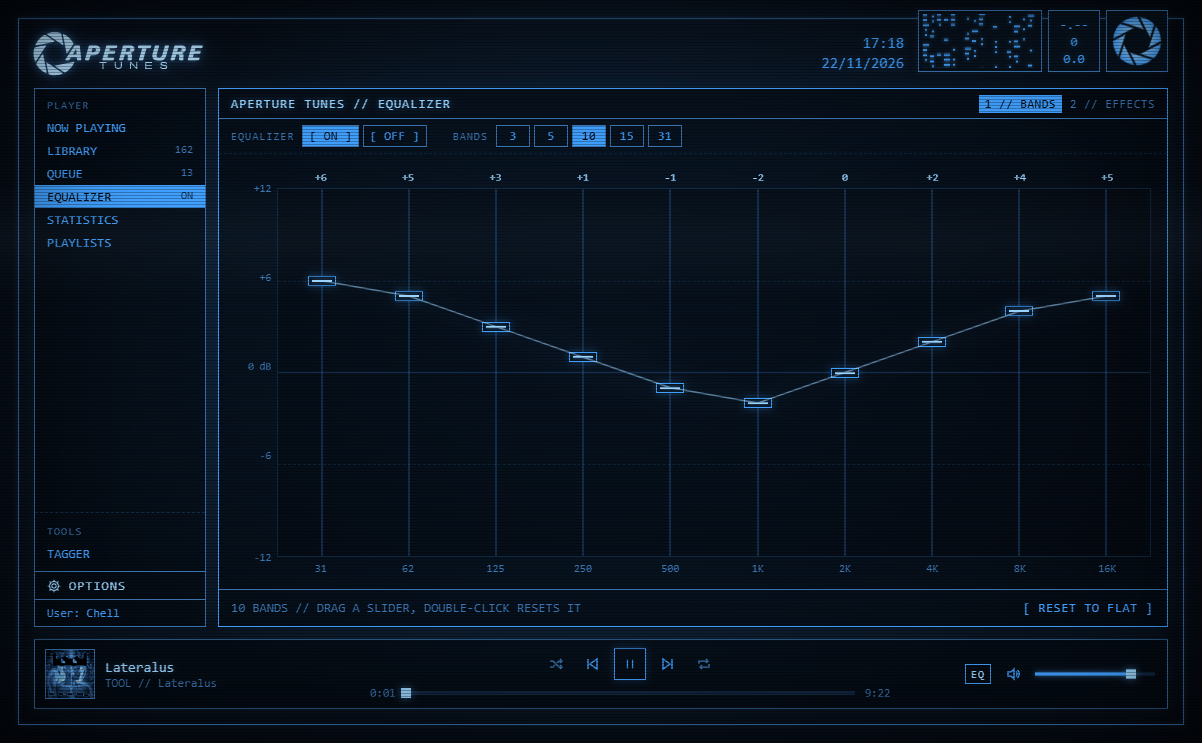 APERTURE
TUNES
17:18
22/11/2026
-.--
0
0.0
PLAYER
NOW PLAYING
LIBRARY 162
QUEUE 13
EQUALIZER ON
STATISTICS
PLAYLISTS
TOOLS
TAGGER
OPTIONS
User: Chell
APERTURE TUNES // EQUALIZER
1 // BANDS 2 // EFFECTS
EQUALIZER [ ON ] [ OFF ] BANDS 3 5 10 15 31
+6 +5 +3 +1 -1 -2 0 +2 +4 +5
+12
+6
0 dB
-6
-12
31 62 125 250 500 1K 2K 4K 8K 16K
10 BANDS // DRAG A SLIDER, DOUBLE-CLICK RESETS IT
[ RESET TO FLAT ]
Lateralus
TOOL // Lateralus
0:01 9:22
EQ